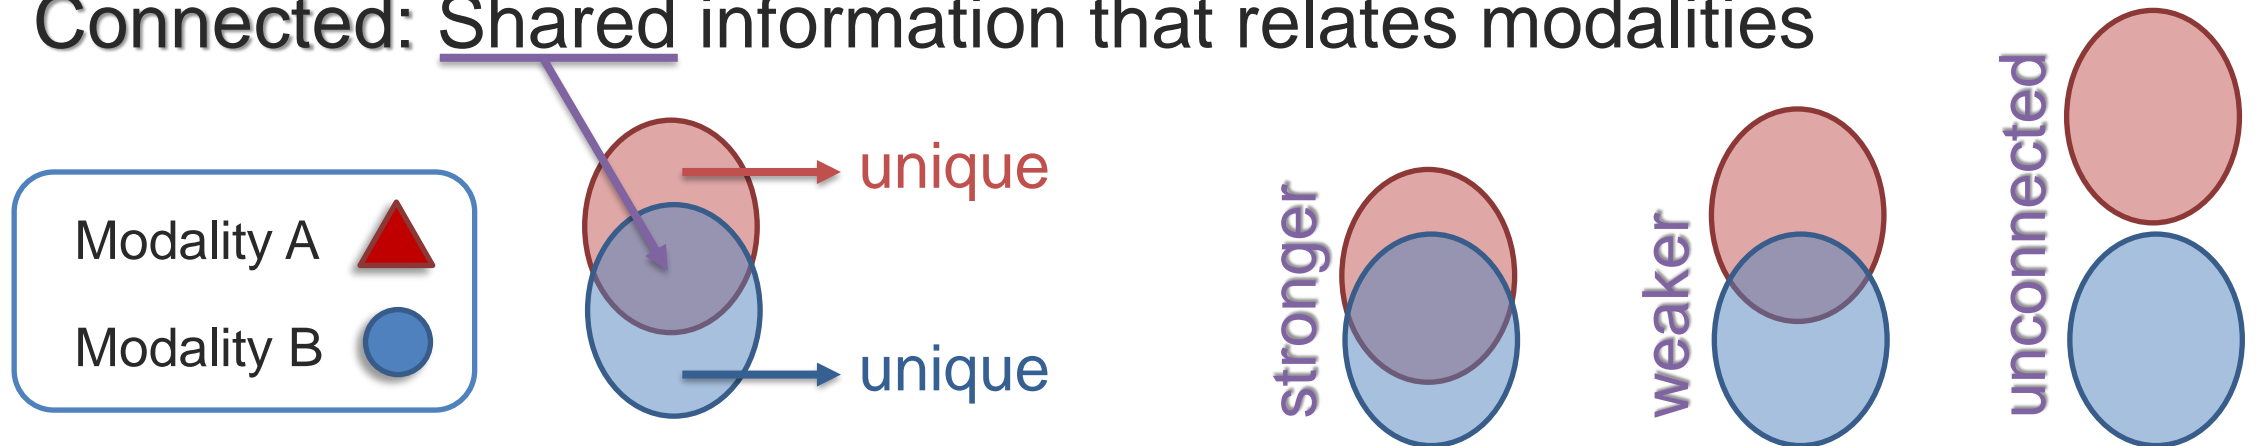 Connected: Shared information that relates modalities
unique
Modality A
Modality B
unique
stronger
weaker
unconnected